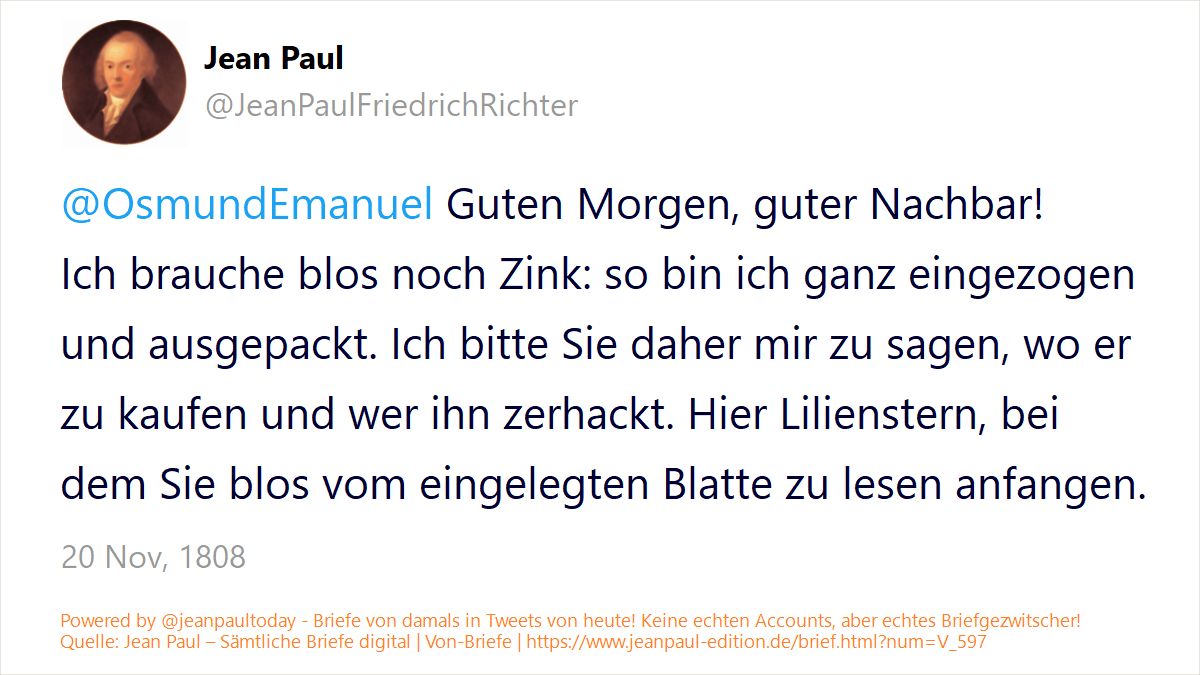 Jean Paul
@JeanPaulFriedrichRichter
@OsmundEmanuel Guten Morgen, guter Nachbar!
Ich brauche blos noch Zink: so bin ich ganz eingezogen
und ausgepackt. Ich bitte Sie daher mir zu sagen, wo er
zu kaufen und wer ihn zerhackt. Hier Lilienstern, bei
dem Sie blos vom eingelegten Blatte zu lesen anfangen.
20 Nov, 1808
Powered by @jeanpaultoday - Briefe von damals in Tweets von heute! Keine echten Accounts, aber echtes Briefgezwitscher!
Quelle: Jean Paul – Sämtliche Briefe digital | Von-Briefe | https://www.jeanpaul-edition.de/brief.html?num=V_597